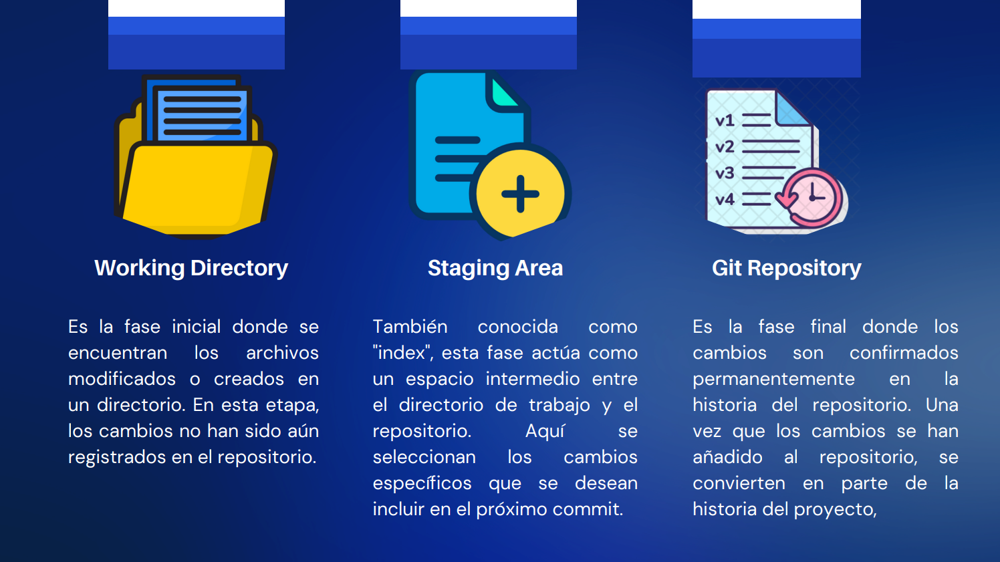 v1
v2
v3
v4
Working Directory
Es la fase inicial donde se
encuentran los archivos
modificados o creados en
un directorio. En esta etapa,
los cambios no han sido aún
registrados en el repositorio.
Staging Area
También conocida como
"index", esta fase actúa como
un espacio intermedio entre
el directorio de trabajo y el
repositorio. Aquí se
seleccionan los cambios
específicos que se desean
incluir en el próximo commit.
Git Repository
Es la fase final donde los
cambios son confirmados
permanentemente en la
historia del repositorio. Una
vez que los cambios se han
añadido al repositorio, se
convierten en parte de la
historia del proyecto,